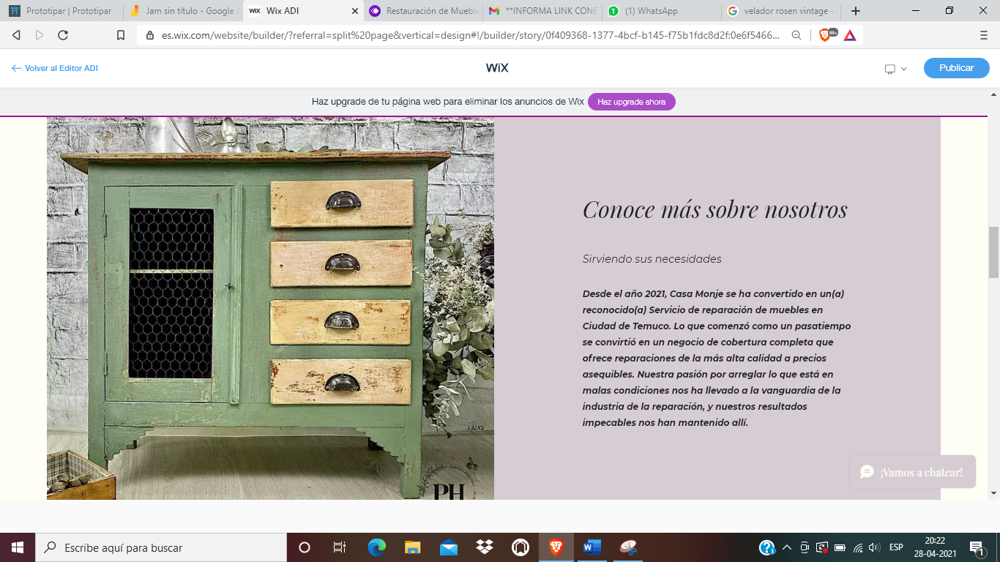 Prototipar | Prototipar
Jam sin título - Google J
WiX Wix ADI
Restauración de Mueble
**INFORMA LINK CONE
(1) WhatsApp
velador rosen vintage -
es.wix.com/website/builder/?referral=split%20page&vertical=design#!/builder/story/0f409368-1377-4bcf-b145-f75b1fdc8d2f:0e6f5466...
99+
Volver al Editor ADI
WiX
Publicar
Haz upgrade de tu página web para eliminar los anuncios de Wix
Haz upgrade ahora
Conoce más sobre nosotros
Sirviendo sus necesidades
Desde el año 2021, Casa Monje se ha convertido en un(a)
reconocido(a) Servicio de reparación de muebles en
Ciudad de Temuco. Lo que comenzó como un pasatiempo
se convirtió en un negocio de cobertura completa que
ofrece reparaciones de la más alta calidad a precios
asequibles. Nuestra pasión por arreglar lo que está en
malas condiciones nos ha llevado a la vanguardia de la
industria de la reparación, y nuestros resultados
impecables nos han mantenido allí.
5X7FT
PH
¡Vamos a chatear!
Escribe aquí para buscar
ESP
20:22
28-04-2021
1